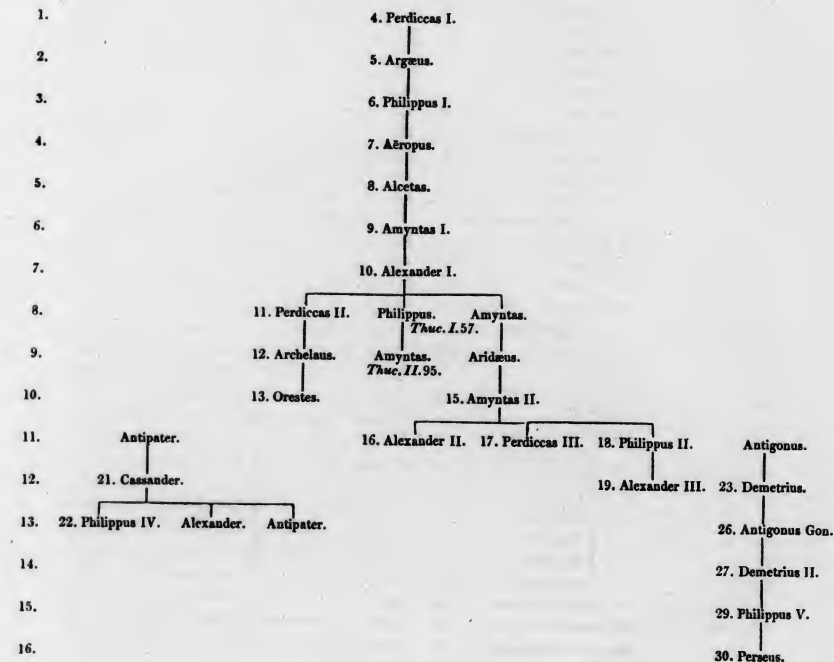 1. 4. Perdiccas I.
2. 5. Argæus.
3. 6. Philippus I.
4. 7. Aëropus.
5. 8. Alcetas.
6. 9. Amyntas I.
7. 10. Alexander I.
8. 11. Perdiccas II. Philippus. Amyntas.
Thuc. I. 57.
9. 12. Archelaus. Amyntas. Aridæus.
Thuc. II. 95.
10. 13. Orestes. 15. Amyntas II.
11. Antipater. 16. Alexander II. 17. Perdiccas III. 18. Philippus II. Antigonus.
12. 21. Cassander. 19. Alexander III. 23. Demetrius.
13. 22. Philippus IV. Alexander. Antipater. 26. Antigonus Gon.
14. 27. Demetrius II.
15. 29. Philippus V.
16. 30. Perseus.